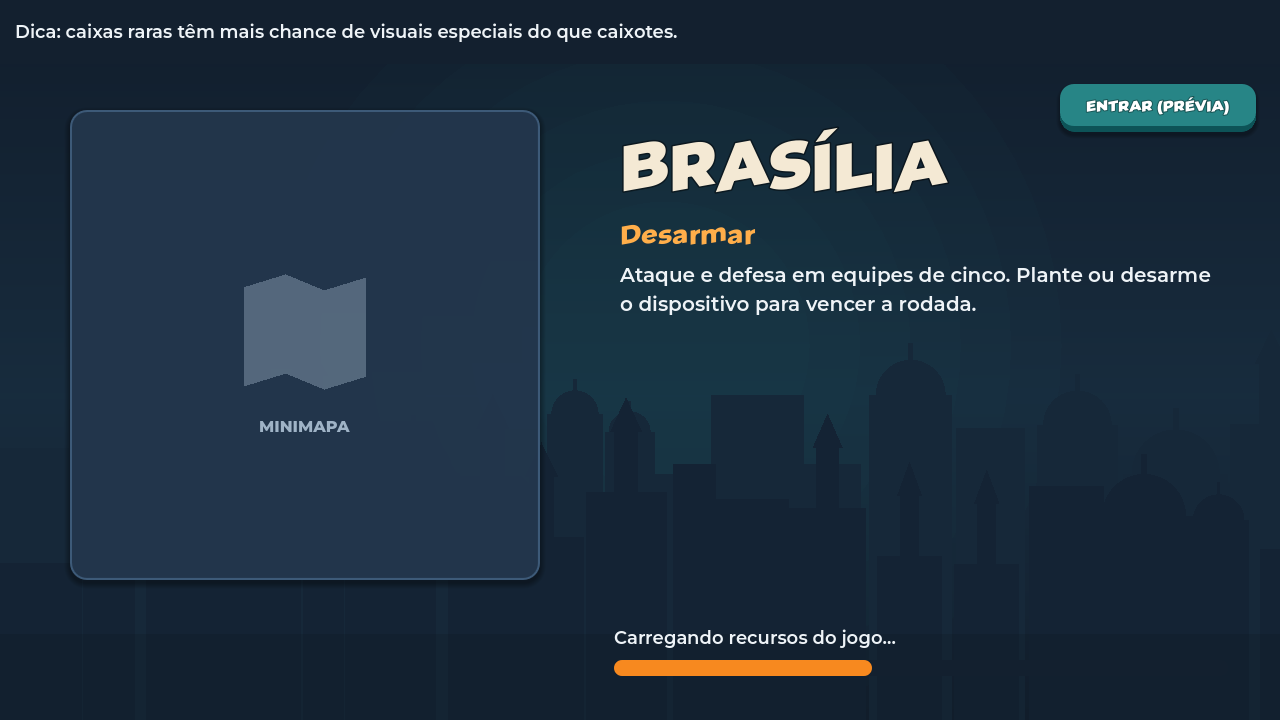 Dica: caixas raras têm mais chance de visuais especiais do que caixotes.
ENTRAR (PRÉVIA)
BRASÍLIA
Desarmar
Ataque e defesa em equipes de cinco. Plante ou desarme
o dispositivo para vencer a rodada.
MINIMAPA
Carregando recursos do jogo...